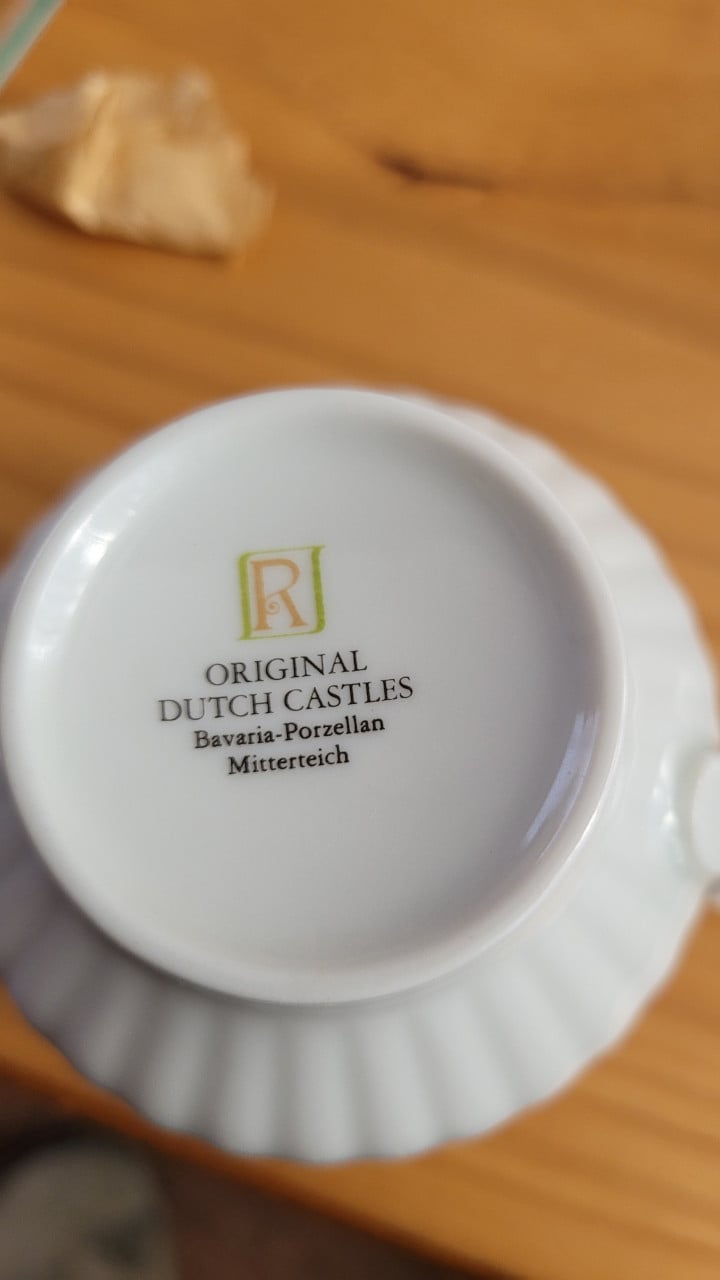 R
ORIGINAL
DUTCH CASTLES
Bavaria-Porzellan
Mitterteich